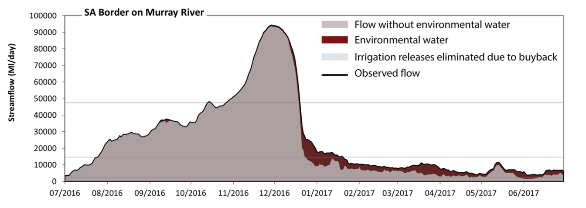 SA Border on Murray River
Streamflow (Ml/day)
100000
90000
80000
70000
60000
50000
40000
30000
20000
10000
0
Flow without environmental water
Environmental water
Irrigation releases eliminated due to buyback
Observed flow
07/2016 08/2016 09/2016 10/2016 11/2016 12/2016 01/2017 02/2017 03/2017 04/2017 05/2017 06/2017